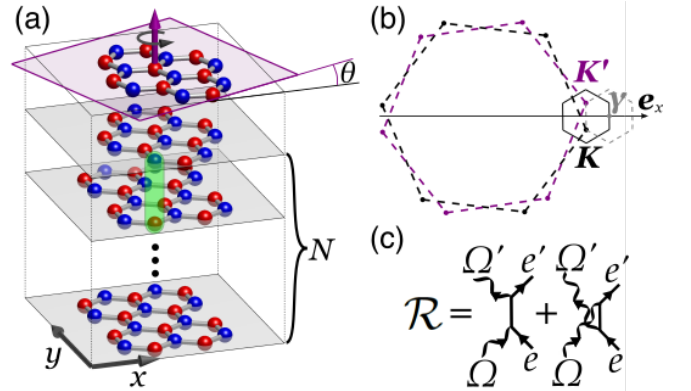 (a)
θ
N
y
x
(b)
K'
γ
e_x
K
(c)
Ω' e' Ω' e'
R = +
Ω e Ω e